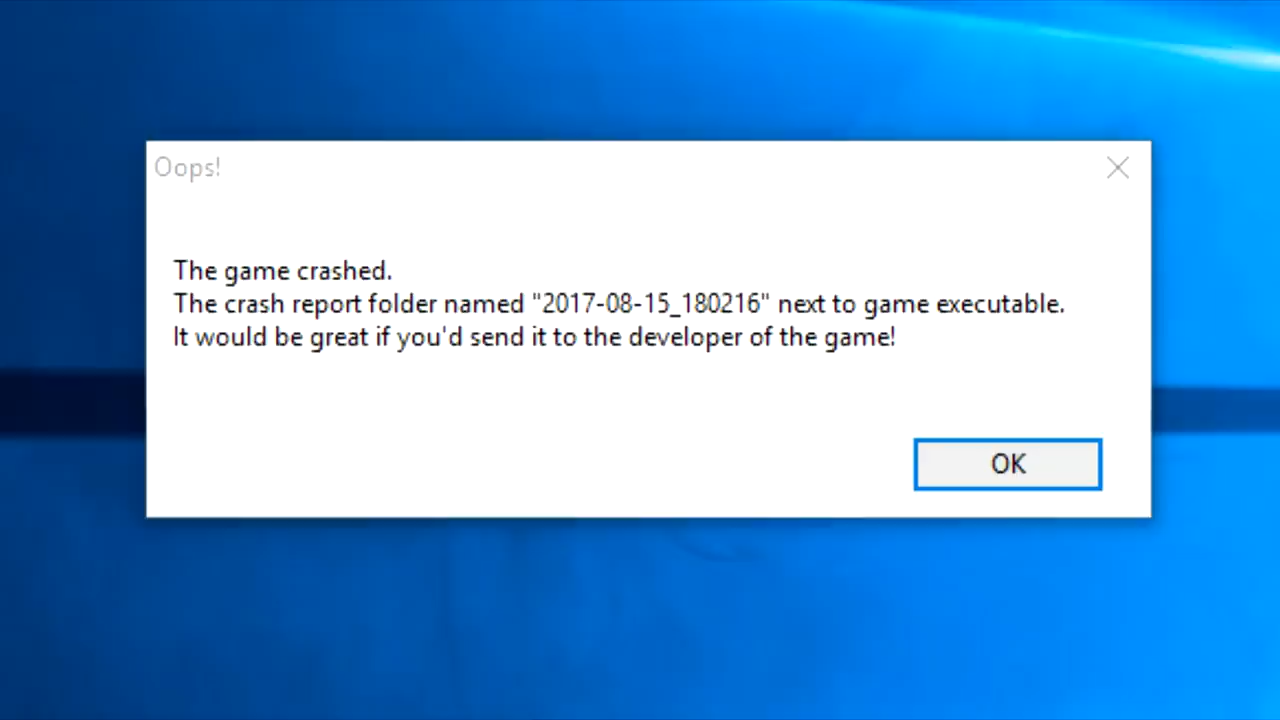 Oops!
The game crashed.
The crash report folder named "2017-08-15_180216" next to game executable.
It would be great if you'd send it to the developer of the game!
OK